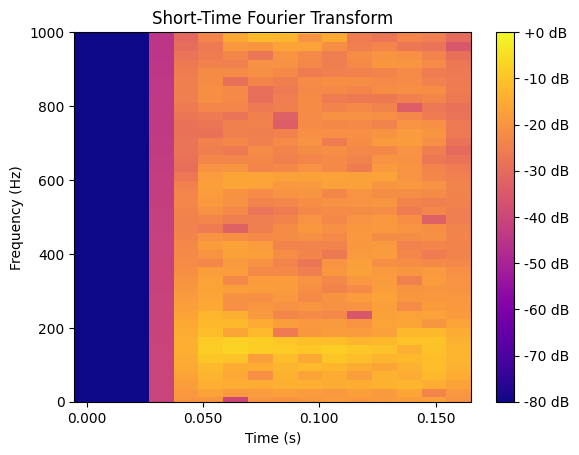 Short-Time Fourier Transform
1000
800
600
400
200
0
Frequency (Hz)
0.000
0.050
0.100
0.150
Time (s)
+0 dB
-10 dB
-20 dB
-30 dB
-40 dB
-50 dB
-60 dB
-70 dB
-80 dB